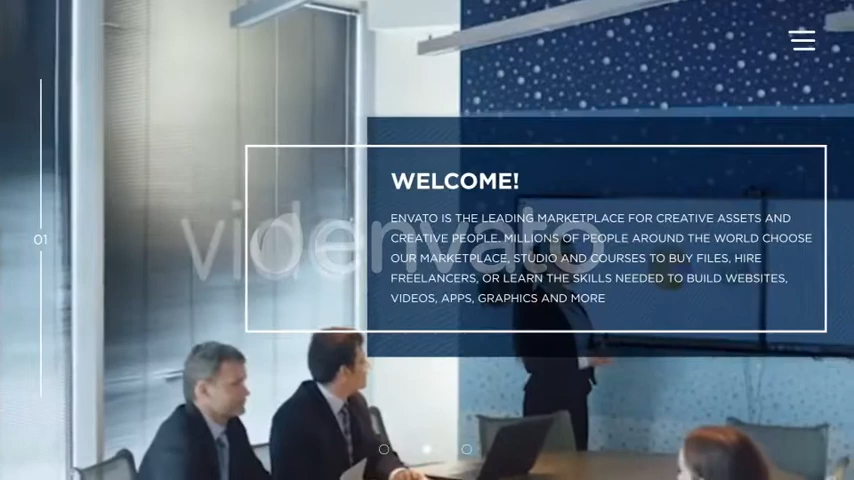 WELCOME!
ENVATO IS THE LEADING MARKETPLACE FOR CREATIVE ASSETS AND
CREATIVE PEOPLE. MILLIONS OF PEOPLE AROUND THE WORLD CHOOSE
OUR MARKETPLACE, STUDIO AND COURSES TO BUY FILES, HIRE
FREELANCERS, OR LEARN THE SKILLS NEEDED TO BUILD WEBSITES,
VIDEOS, APPS, GRAPHICS AND MORE
01